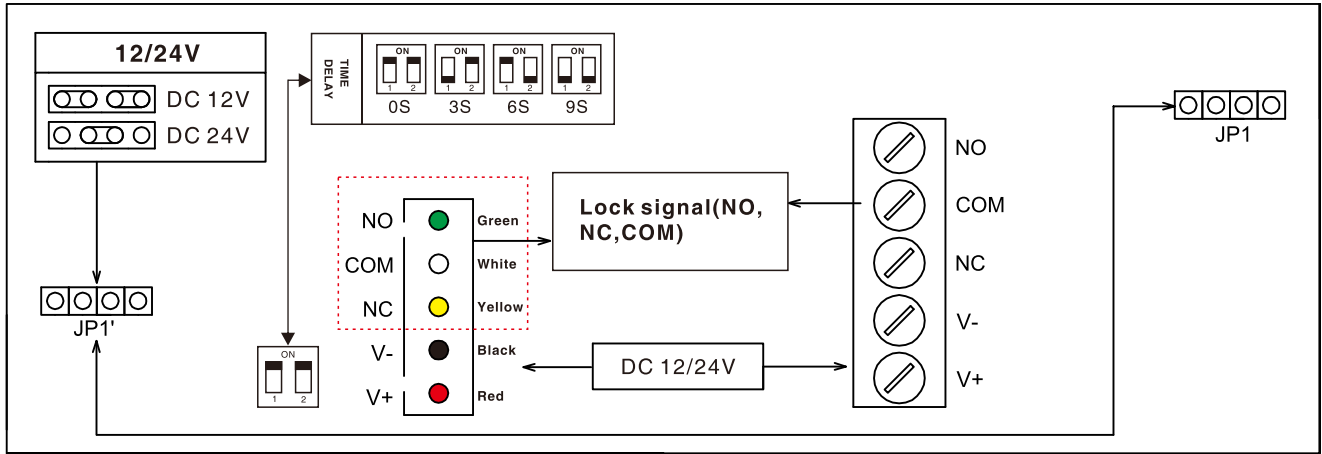 12/24V
DC 12V
DC 24V
TIME
DELAY
ON
1 2
0S
ON
1 2
3S
ON
1 2
6S
ON
1 2
9S
JP1
NO
COM
NC
V-
V+
NO Green
COM White
NC Yellow
V- Black
V+ Red
Lock signal(NO,
NC,COM)
DC 12/24V
JP1'
ON
1 2